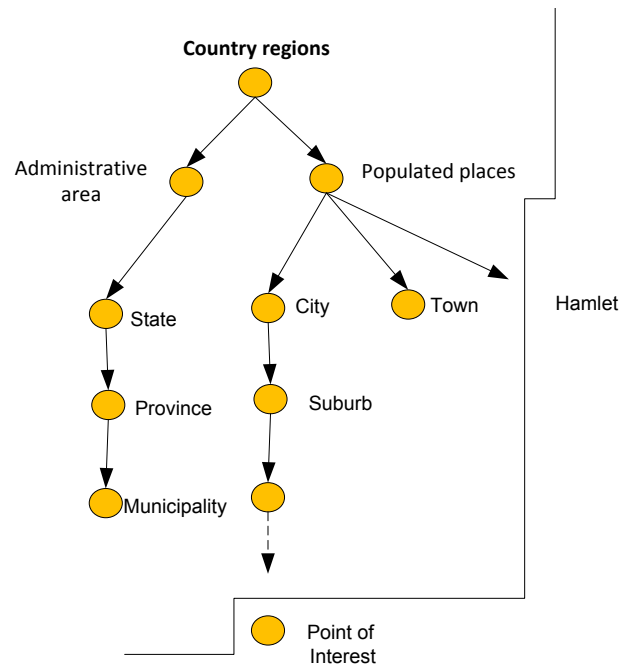 Country regions
Administrative
area
Populated places
State
City
Town
Hamlet
Province
Suburb
Municipality
Point of
Interest